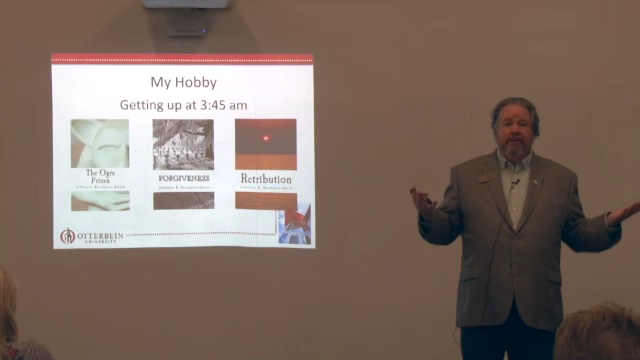 My Hobby
Getting up at 3:45 am
The Ogre
Prince
FORGIVENESS
Retribution
OTTERBEIN
UNIVERSITY